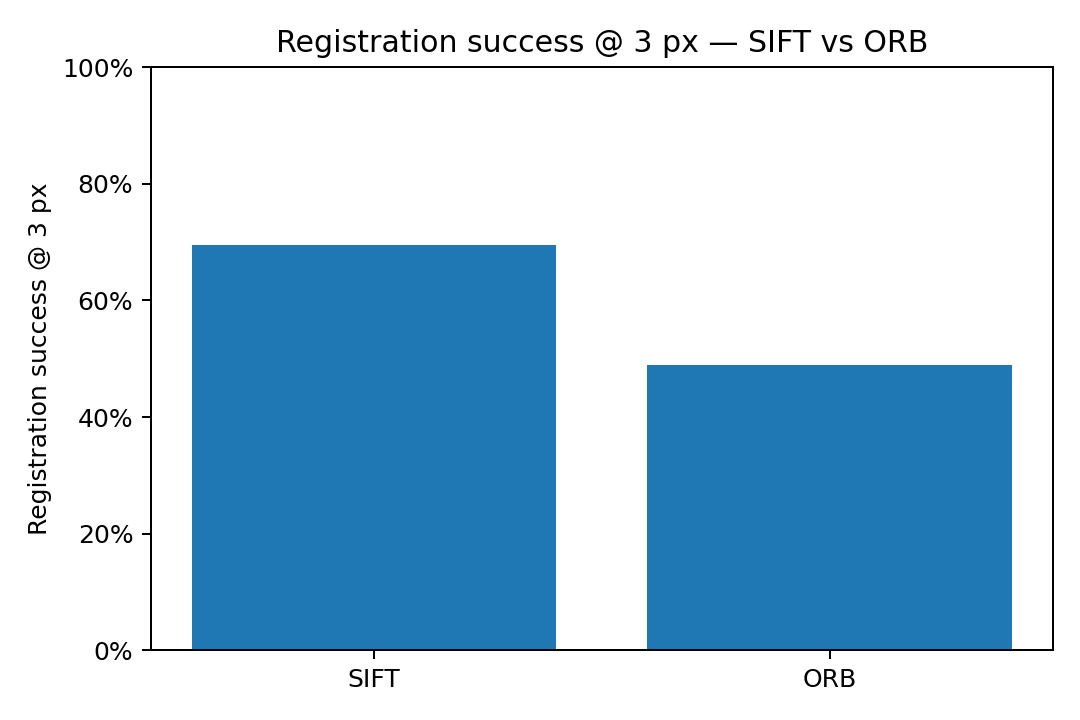 Registration success @ 3 px — SIFT vs ORB
Registration success @ 3 px
100%
80%
60%
40%
20%
0%
SIFT
ORB